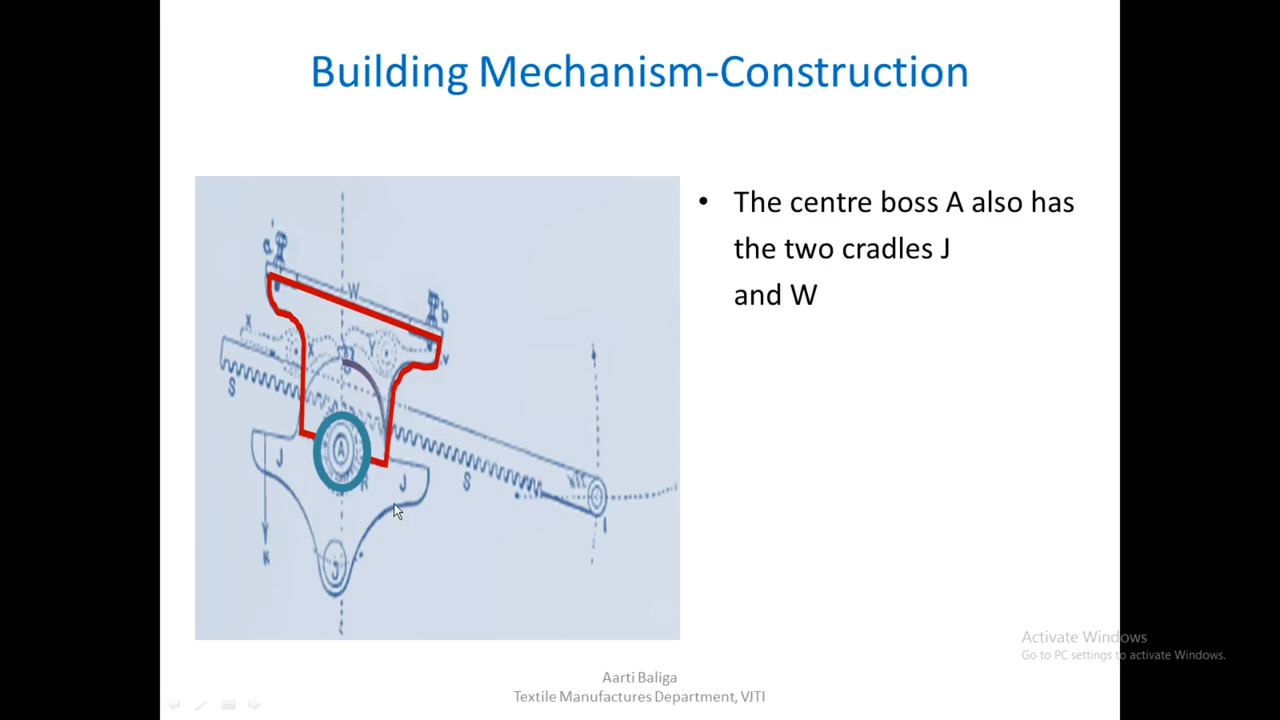 Building Mechanism-Construction
• The centre boss A also has
the two cradles J
and W
a
W
b
X
X
Y
V
S
A
R
J
J
S
K
J
Aarti Baliga
Textile Manufactures Department, VJTI
Activate Windows
Go to PC settings to activate Windows.